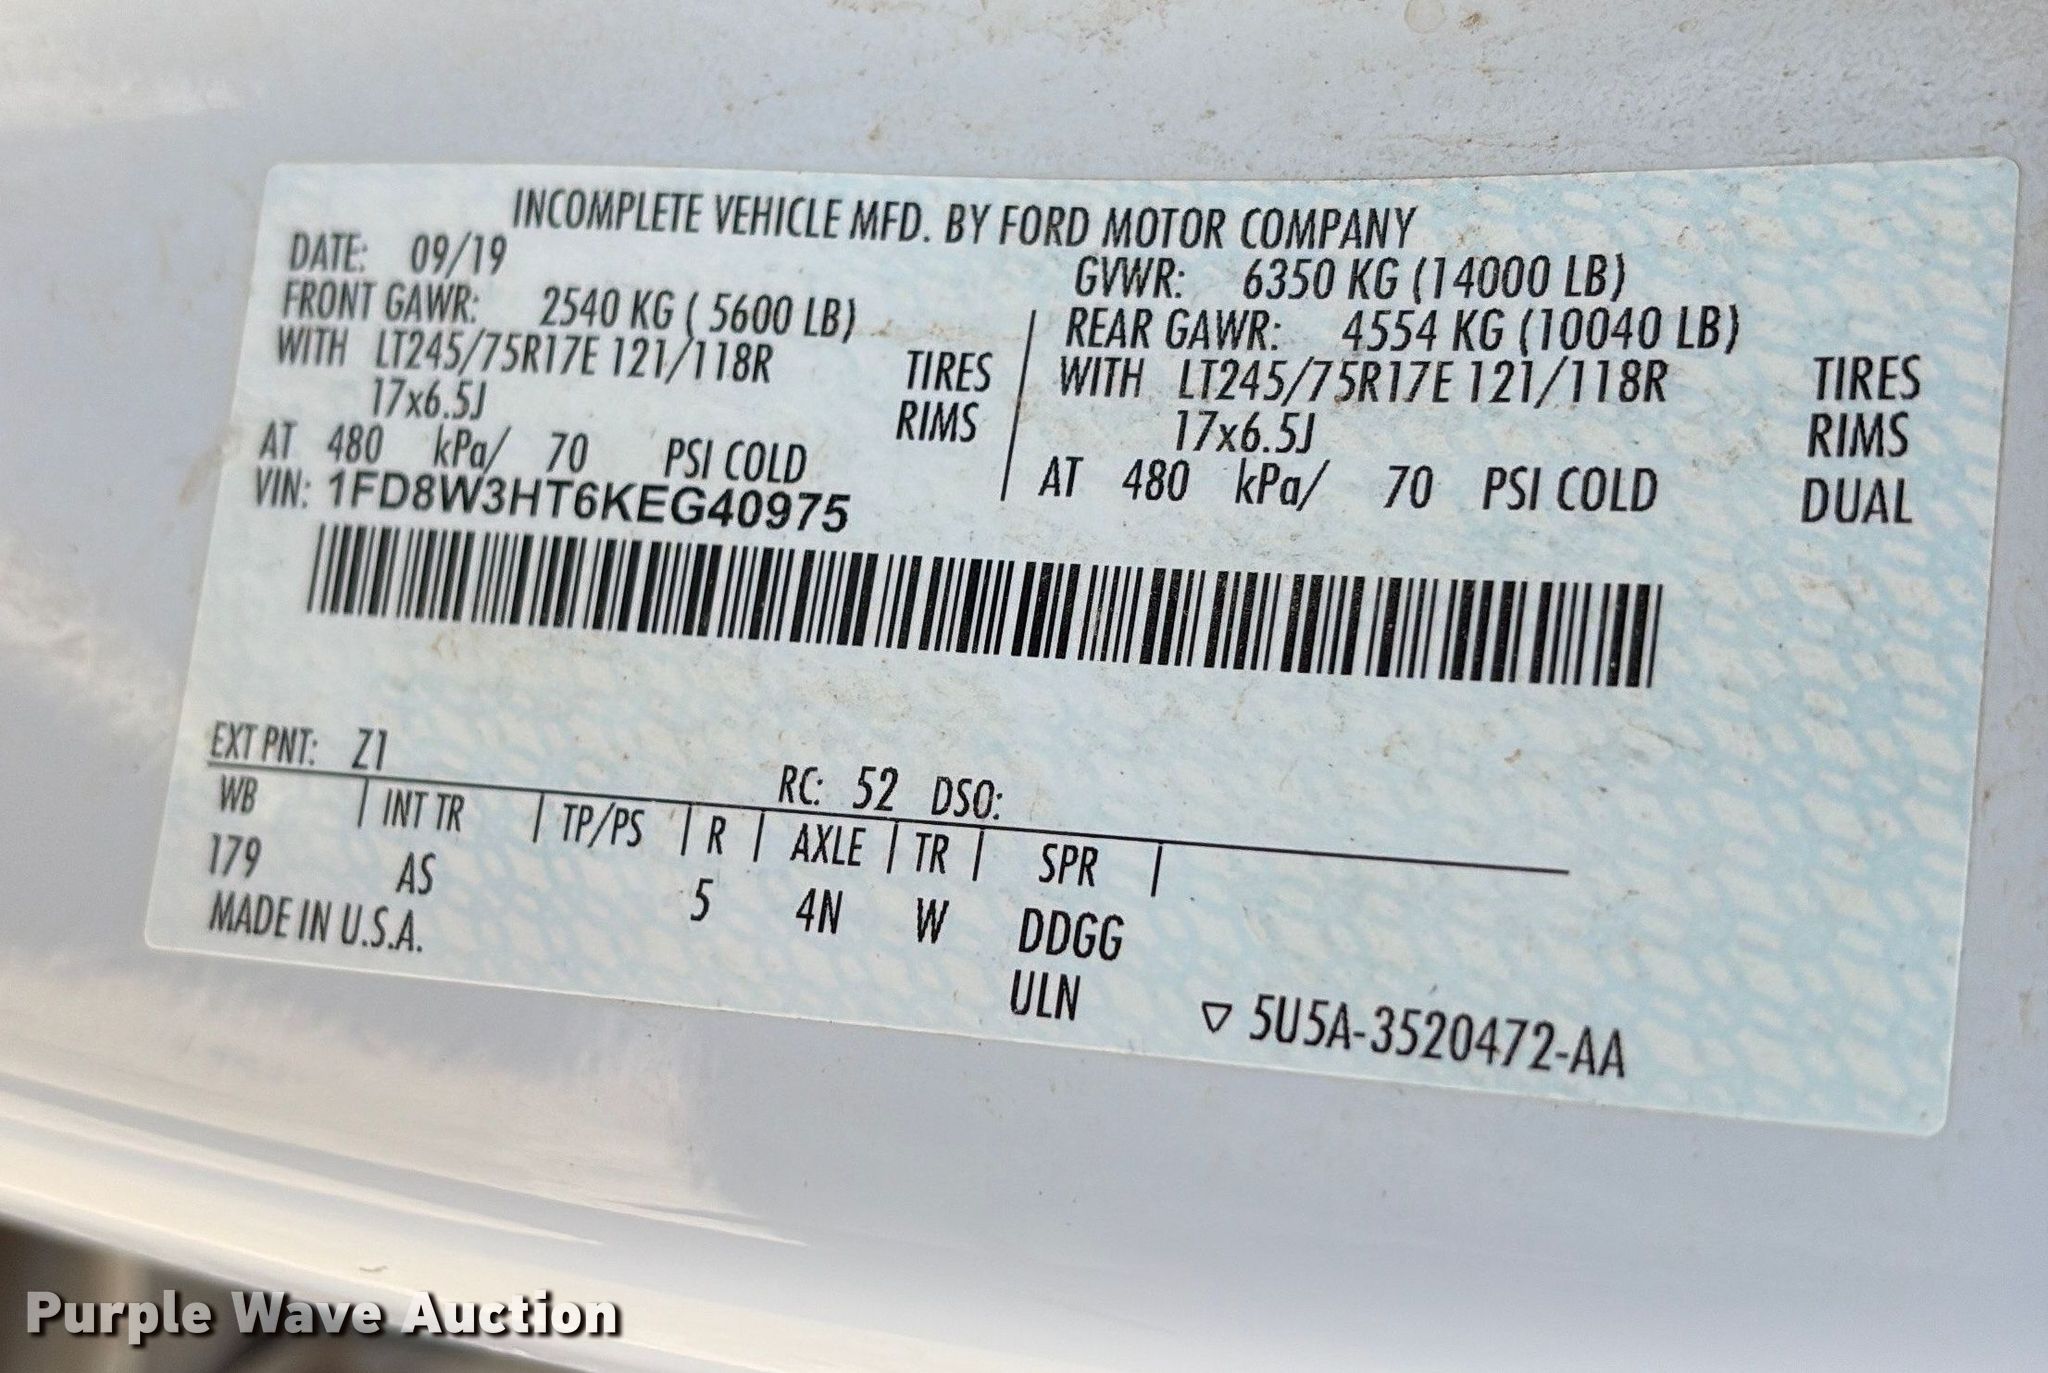 INCOMPLETE VEHICLE MFD. BY FORD MOTOR COMPANY
DATE: 09/19
GVWR: 6350 KG (14000 LB)
FRONT GAWR: 2540 KG ( 5600 LB)
REAR GAWR: 4554 KG (10040 LB)
WITH LT245/75R17E 121/118R TIRES
WITH LT245/75R17E 121/118R TIRES
17x6.5J RIMS
17x6.5J RIMS
AT 480 kPa/ 70 PSI COLD
AT 480 kPa/ 70 PSI COLD DUAL
VIN: 1FD8W3HT6KEG40975
EXT PNT: Z1 RC: 52 DSO:
WB | INT TR | TP/PS | R | AXLE | TR | SPR |
179 AS 5 4N W DDGG
MADE IN U.S.A. ULN
▽ 5U5A-3520472-AA
Purple Wave Auction